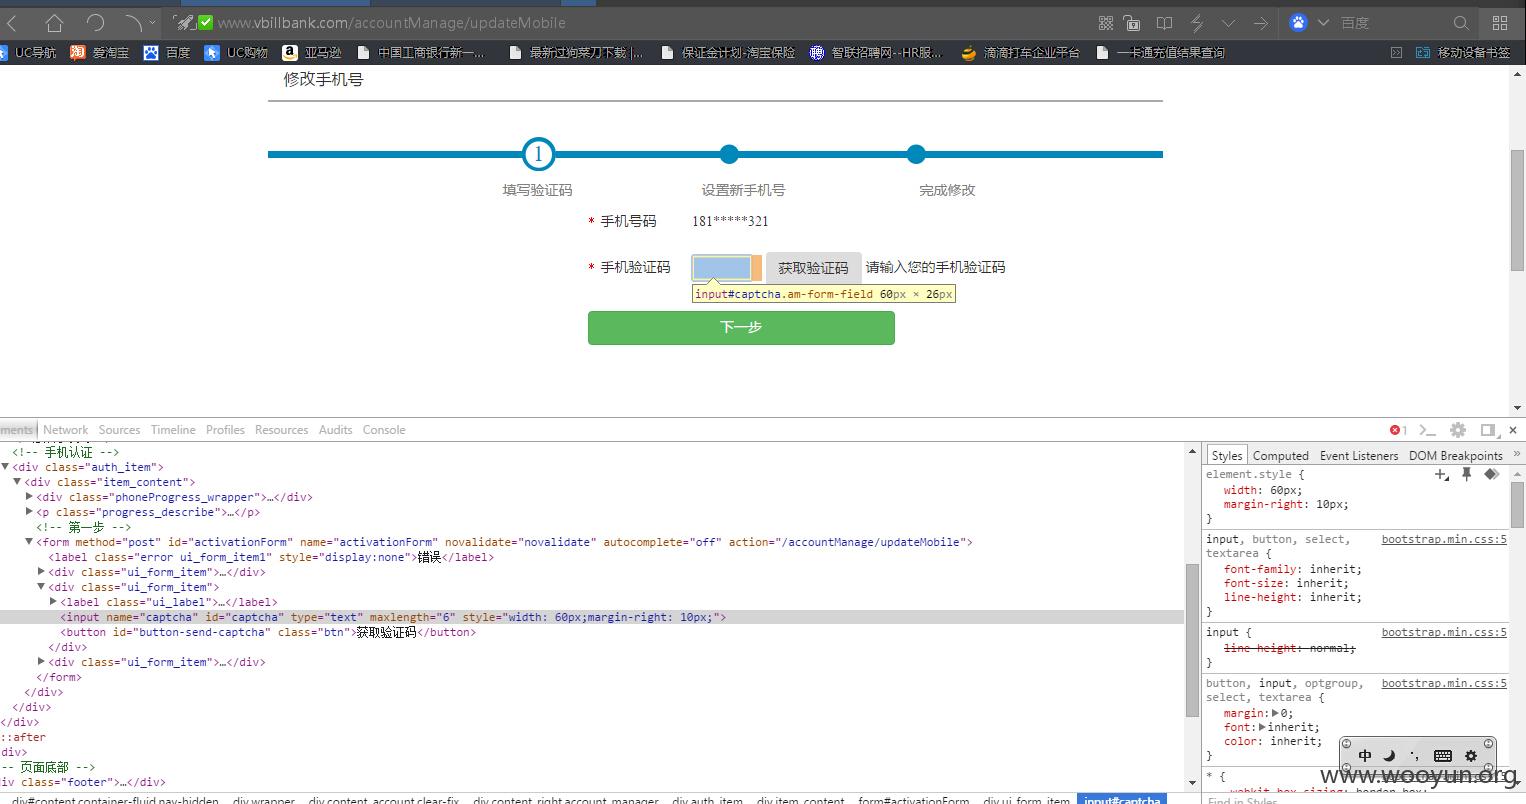 www.vbillbank.com/accountManage/updateMobile
百度
UC导航 爱淘宝 百度 UC购物 亚马逊 中国工商银行新一... 最新过狗菜刀下载 |... 保证金计划-淘宝保险 智联招聘网--HR服... 滴滴打车企业平台 一卡通充值结果查询 移动设备书签
修改手机号
1
填写验证码 设置新手机号 完成修改
* 手机号码 181*****321
* 手机验证码 获取验证码 请输入您的手机验证码
input#captcha.am-form-field 60px × 26px
下一步
ments Network Sources Timeline Profiles Resources Audits Console 1
<!-- 手机认证 -->
<div class="auth_item">
<div class="item_content">
<div class="phoneProgress_wrapper">…</div>
<p class="progress_describe">…</p>
<!-- 第一步 -->
<form method="post" id="activationForm" name="activationForm" novalidate="novalidate" autocomplete="off" action="/accountManage/updateMobile">
<label class="error ui_form_item1" style="display:none">错误</label>
<div class="ui_form_item">…</div>
<div class="ui_form_item">
<label class="ui_label">…</label>
<input name="captcha" id="captcha" type="text" maxlength="6" style="width: 60px;margin-right: 10px;">
<button id="button-send-captcha" class="btn">获取验证码</button>
</div>
<div class="ui_form_item">…</div>
</form>
</div>
</div>
</div>
::after
div>
-- 页面底部 -->
iv class="footer">…</div>
div#content.container-fluid.nav-hidden div.wrapper div.content_account.clear-fix div.content_right.account_manager div.auth_item div.item_content form#activationForm div.ui_form_item input#captcha
Styles Computed Event Listeners DOM Breakpoints »
element.style {
width: 60px;
margin-right: 10px;
}
input, button, select, bootstrap.min.css:5
textarea {
font-family: inherit;
font-size: inherit;
line-height: inherit;
}
input { bootstrap.min.css:5
line-height: normal;
}
button, input, optgroup, bootstrap.min.css:5
select, textarea {
margin: 0;
font: inherit;
color: inherit;
}
中
* {
-webkit-box-sizing: border-box;
Find in Styles
www.wooyun.org